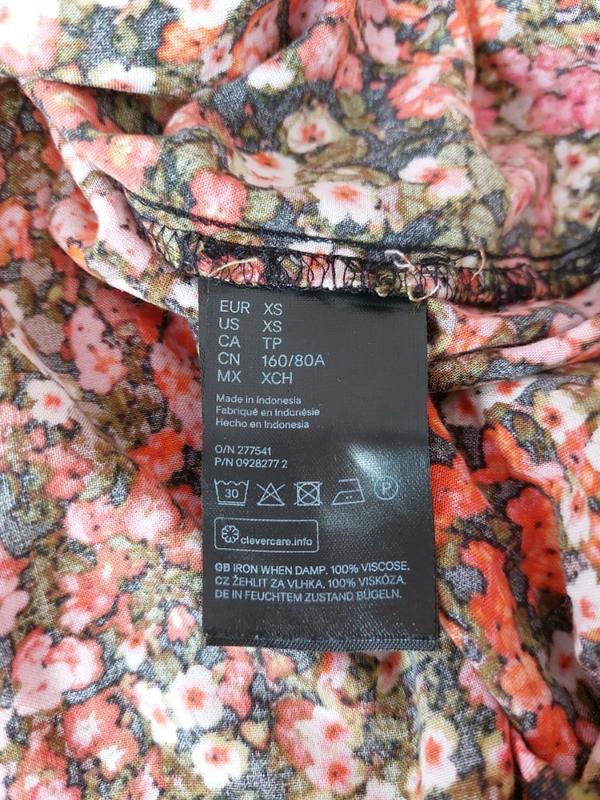 EUR XS
US XS
CA TP
CN 160/80A
MX XCH
Made in Indonesia
Fabriqué en Indonésie
Hecho en Indonesia
O/N 277541
P/N 0928277 2
30 P
clevercare.info
GB IRON WHEN DAMP. 100% VISCOSE.
CZ ŽEHLIT ZA VLHKA. 100% VISKÓZA.
DE IN FEUCHTEM ZUSTAND BÜGELN.